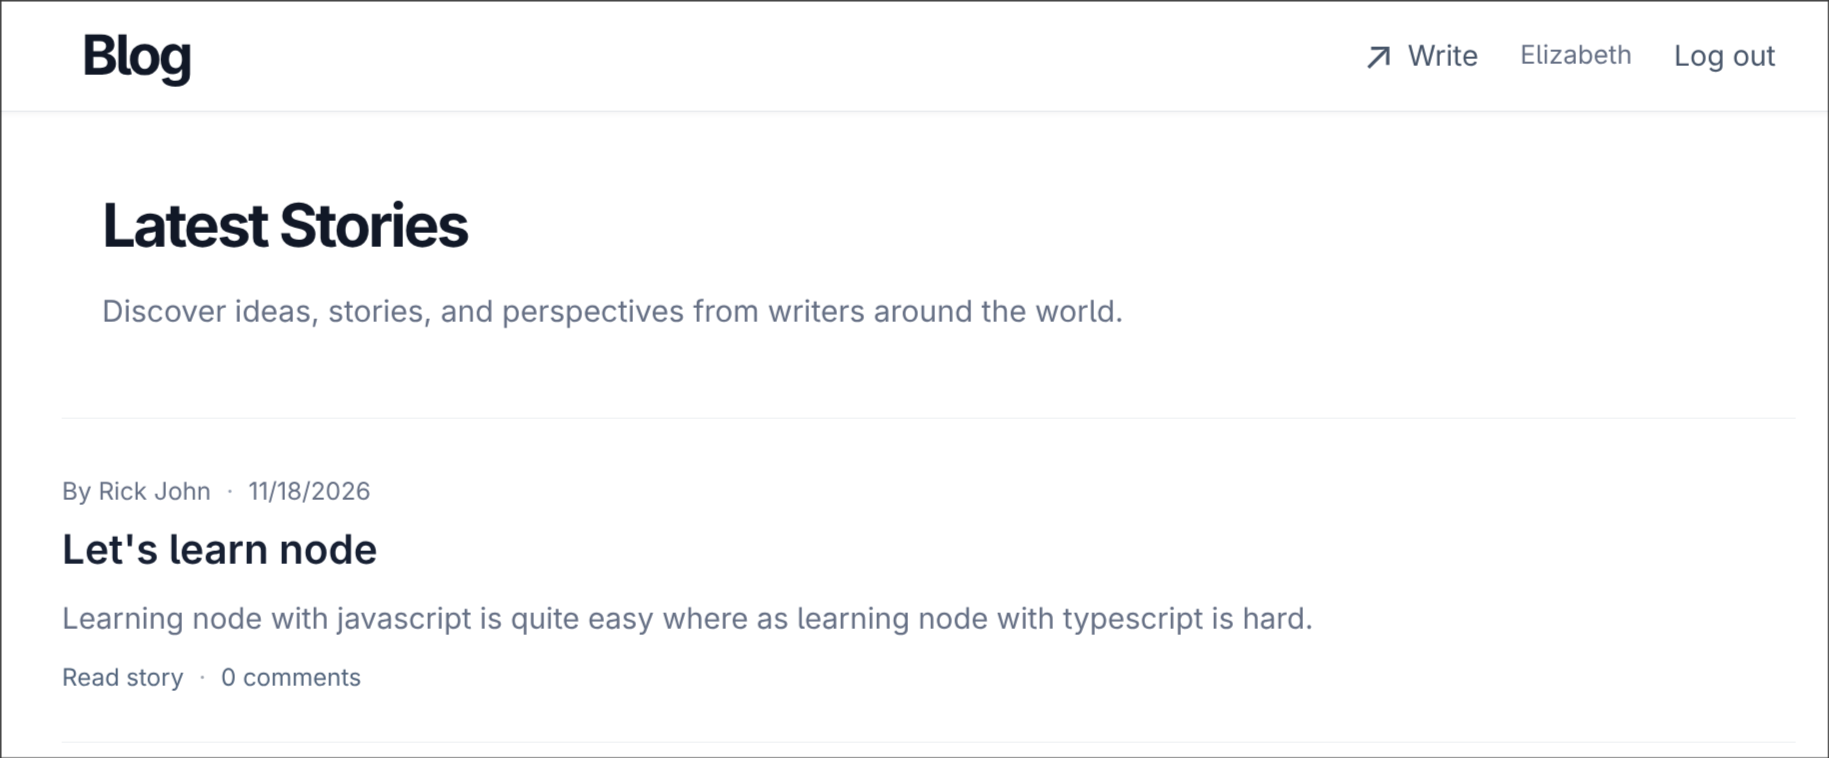 Blog
Write Elizabeth Log out
Latest Stories
Discover ideas, stories, and perspectives from writers around the world.
By Rick John · 11/18/2026
Let's learn node
Learning node with javascript is quite easy where as learning node with typescript is hard.
Read story · 0 comments